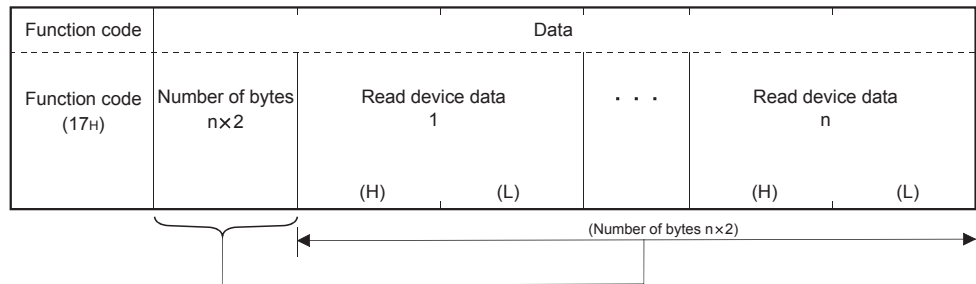 Function code Data
Function code Number of bytes Read device data . . . Read device data
(17H) n×2 1 n
(H) (L) (H) (L)
(Number of bytes n×2)